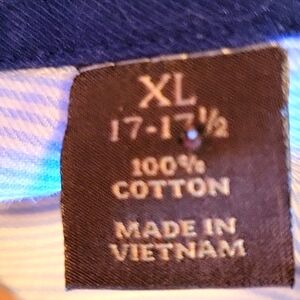 XL
17-17½
100%
COTTON
MADE IN
VIETNAM